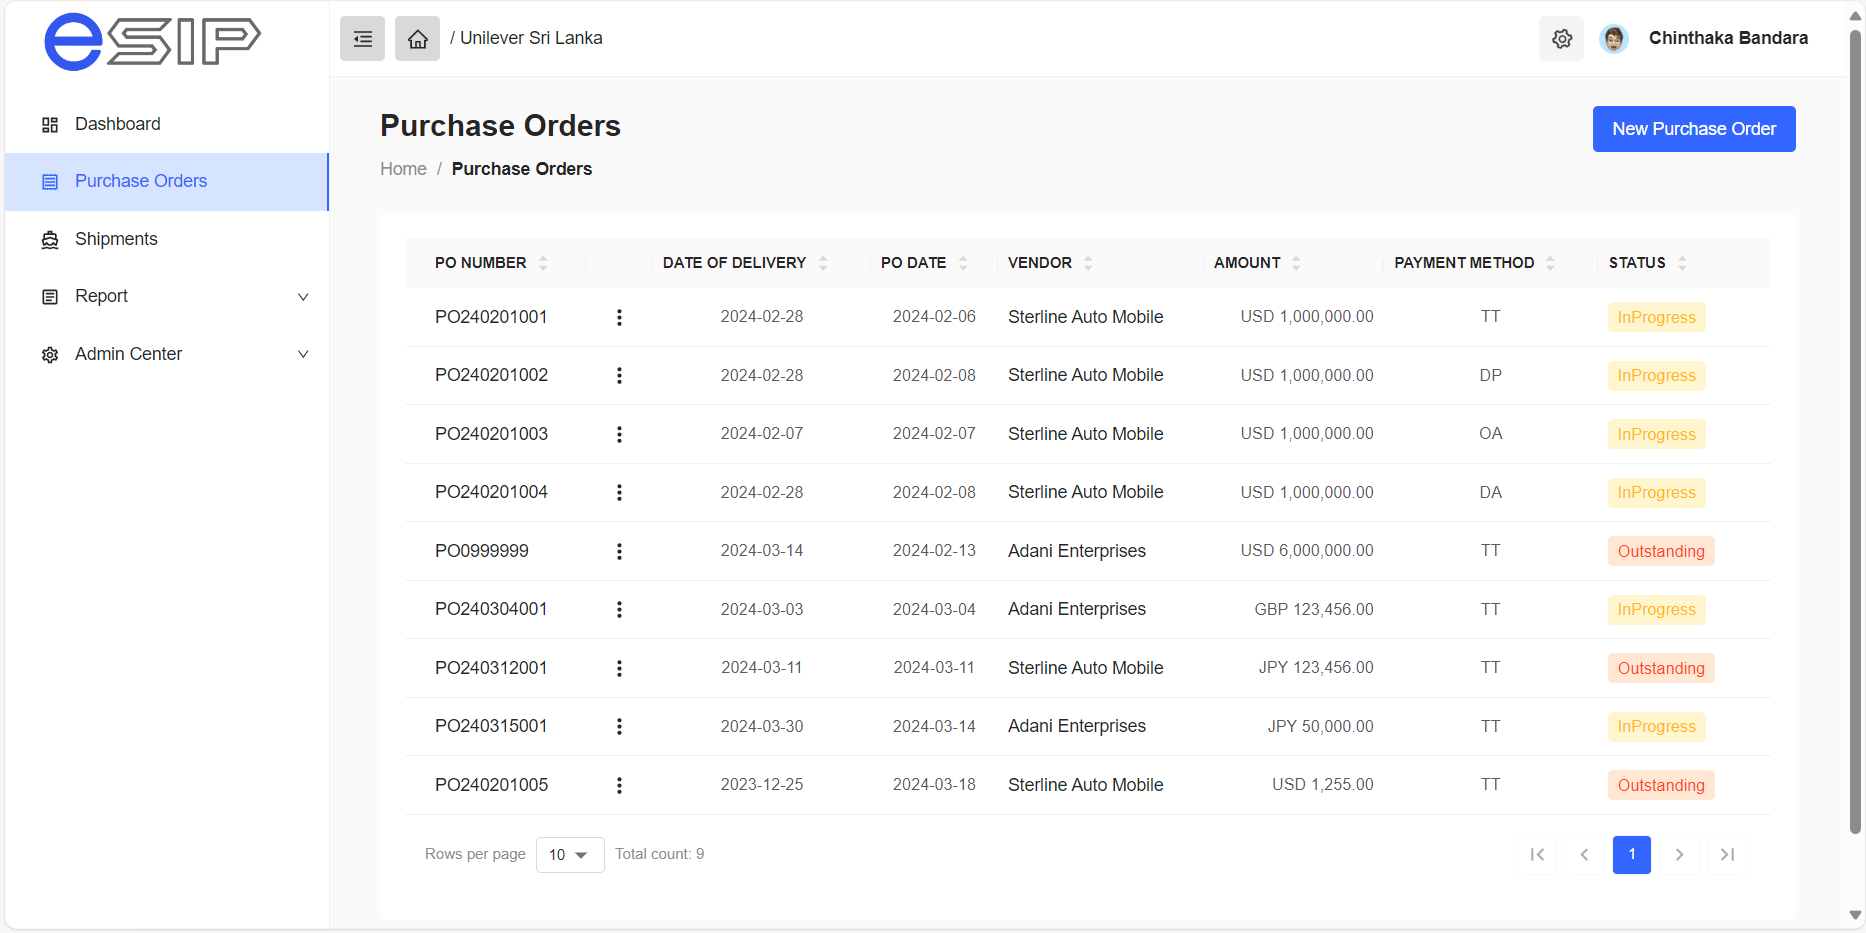 eSIP
/ Unilever Sri Lanka
Chinthaka Bandara
Dashboard
Purchase Orders
Shipments
Report
Admin Center
Purchase Orders
New Purchase Order
Home / Purchase Orders
PO NUMBER DATE OF DELIVERY PO DATE VENDOR AMOUNT PAYMENT METHOD STATUS
PO240201001 2024-02-28 2024-02-06 Sterline Auto Mobile USD 1,000,000.00 TT InProgress
PO240201002 2024-02-28 2024-02-08 Sterline Auto Mobile USD 1,000,000.00 DP InProgress
PO240201003 2024-02-07 2024-02-07 Sterline Auto Mobile USD 1,000,000.00 OA InProgress
PO240201004 2024-02-28 2024-02-08 Sterline Auto Mobile USD 1,000,000.00 DA InProgress
PO0999999 2024-03-14 2024-02-13 Adani Enterprises USD 6,000,000.00 TT Outstanding
PO240304001 2024-03-03 2024-03-04 Adani Enterprises GBP 123,456.00 TT InProgress
PO240312001 2024-03-11 2024-03-11 Sterline Auto Mobile JPY 123,456.00 TT Outstanding
PO240315001 2024-03-30 2024-03-14 Adani Enterprises JPY 50,000.00 TT InProgress
PO240201005 2023-12-25 2024-03-18 Sterline Auto Mobile USD 1,255.00 TT Outstanding
Rows per page 10 Total count: 9 1